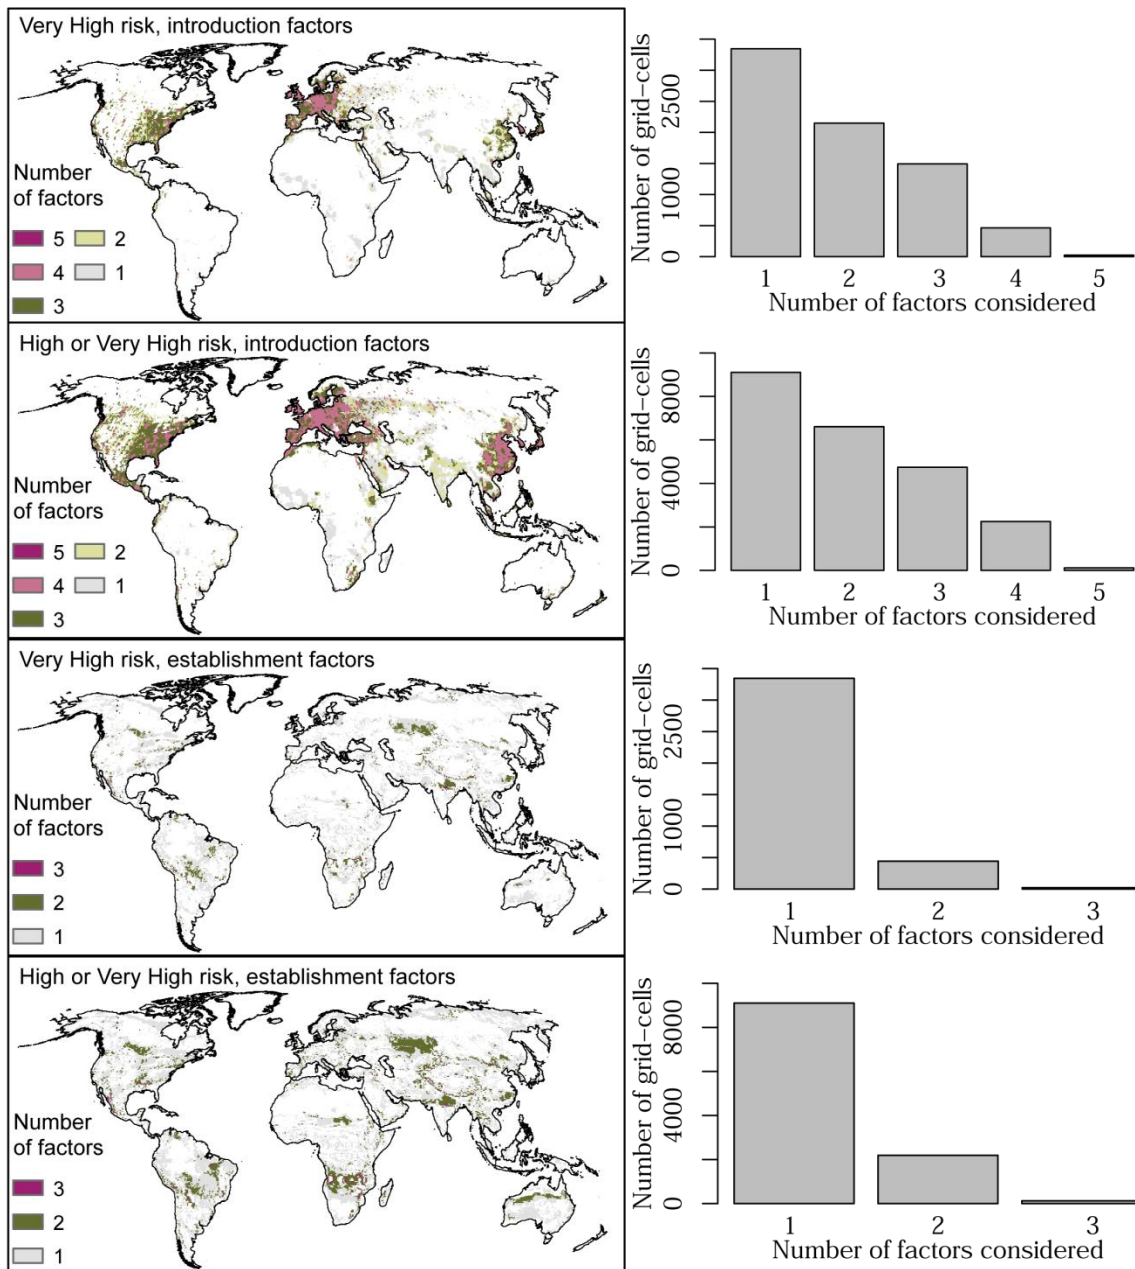 Very High risk, introduction factors
Number
of factors
5 2
4 1
3
Number of grid-cells
0 1000 2500
1 2 3 4 5
Number of factors considered
High or Very High risk, introduction factors
Number
of factors
5 2
4 1
3
Number of grid-cells
0 4000 8000
1 2 3 4 5
Number of factors considered
Very High risk, establishment factors
Number
of factors
3
2
1
Number of grid-cells
0 1000 2500
1 2 3
Number of factors considered
High or Very High risk, establishment factors
Number
of factors
3
2
1
Number of grid-cells
0 4000 8000
1 2 3
Number of factors considered